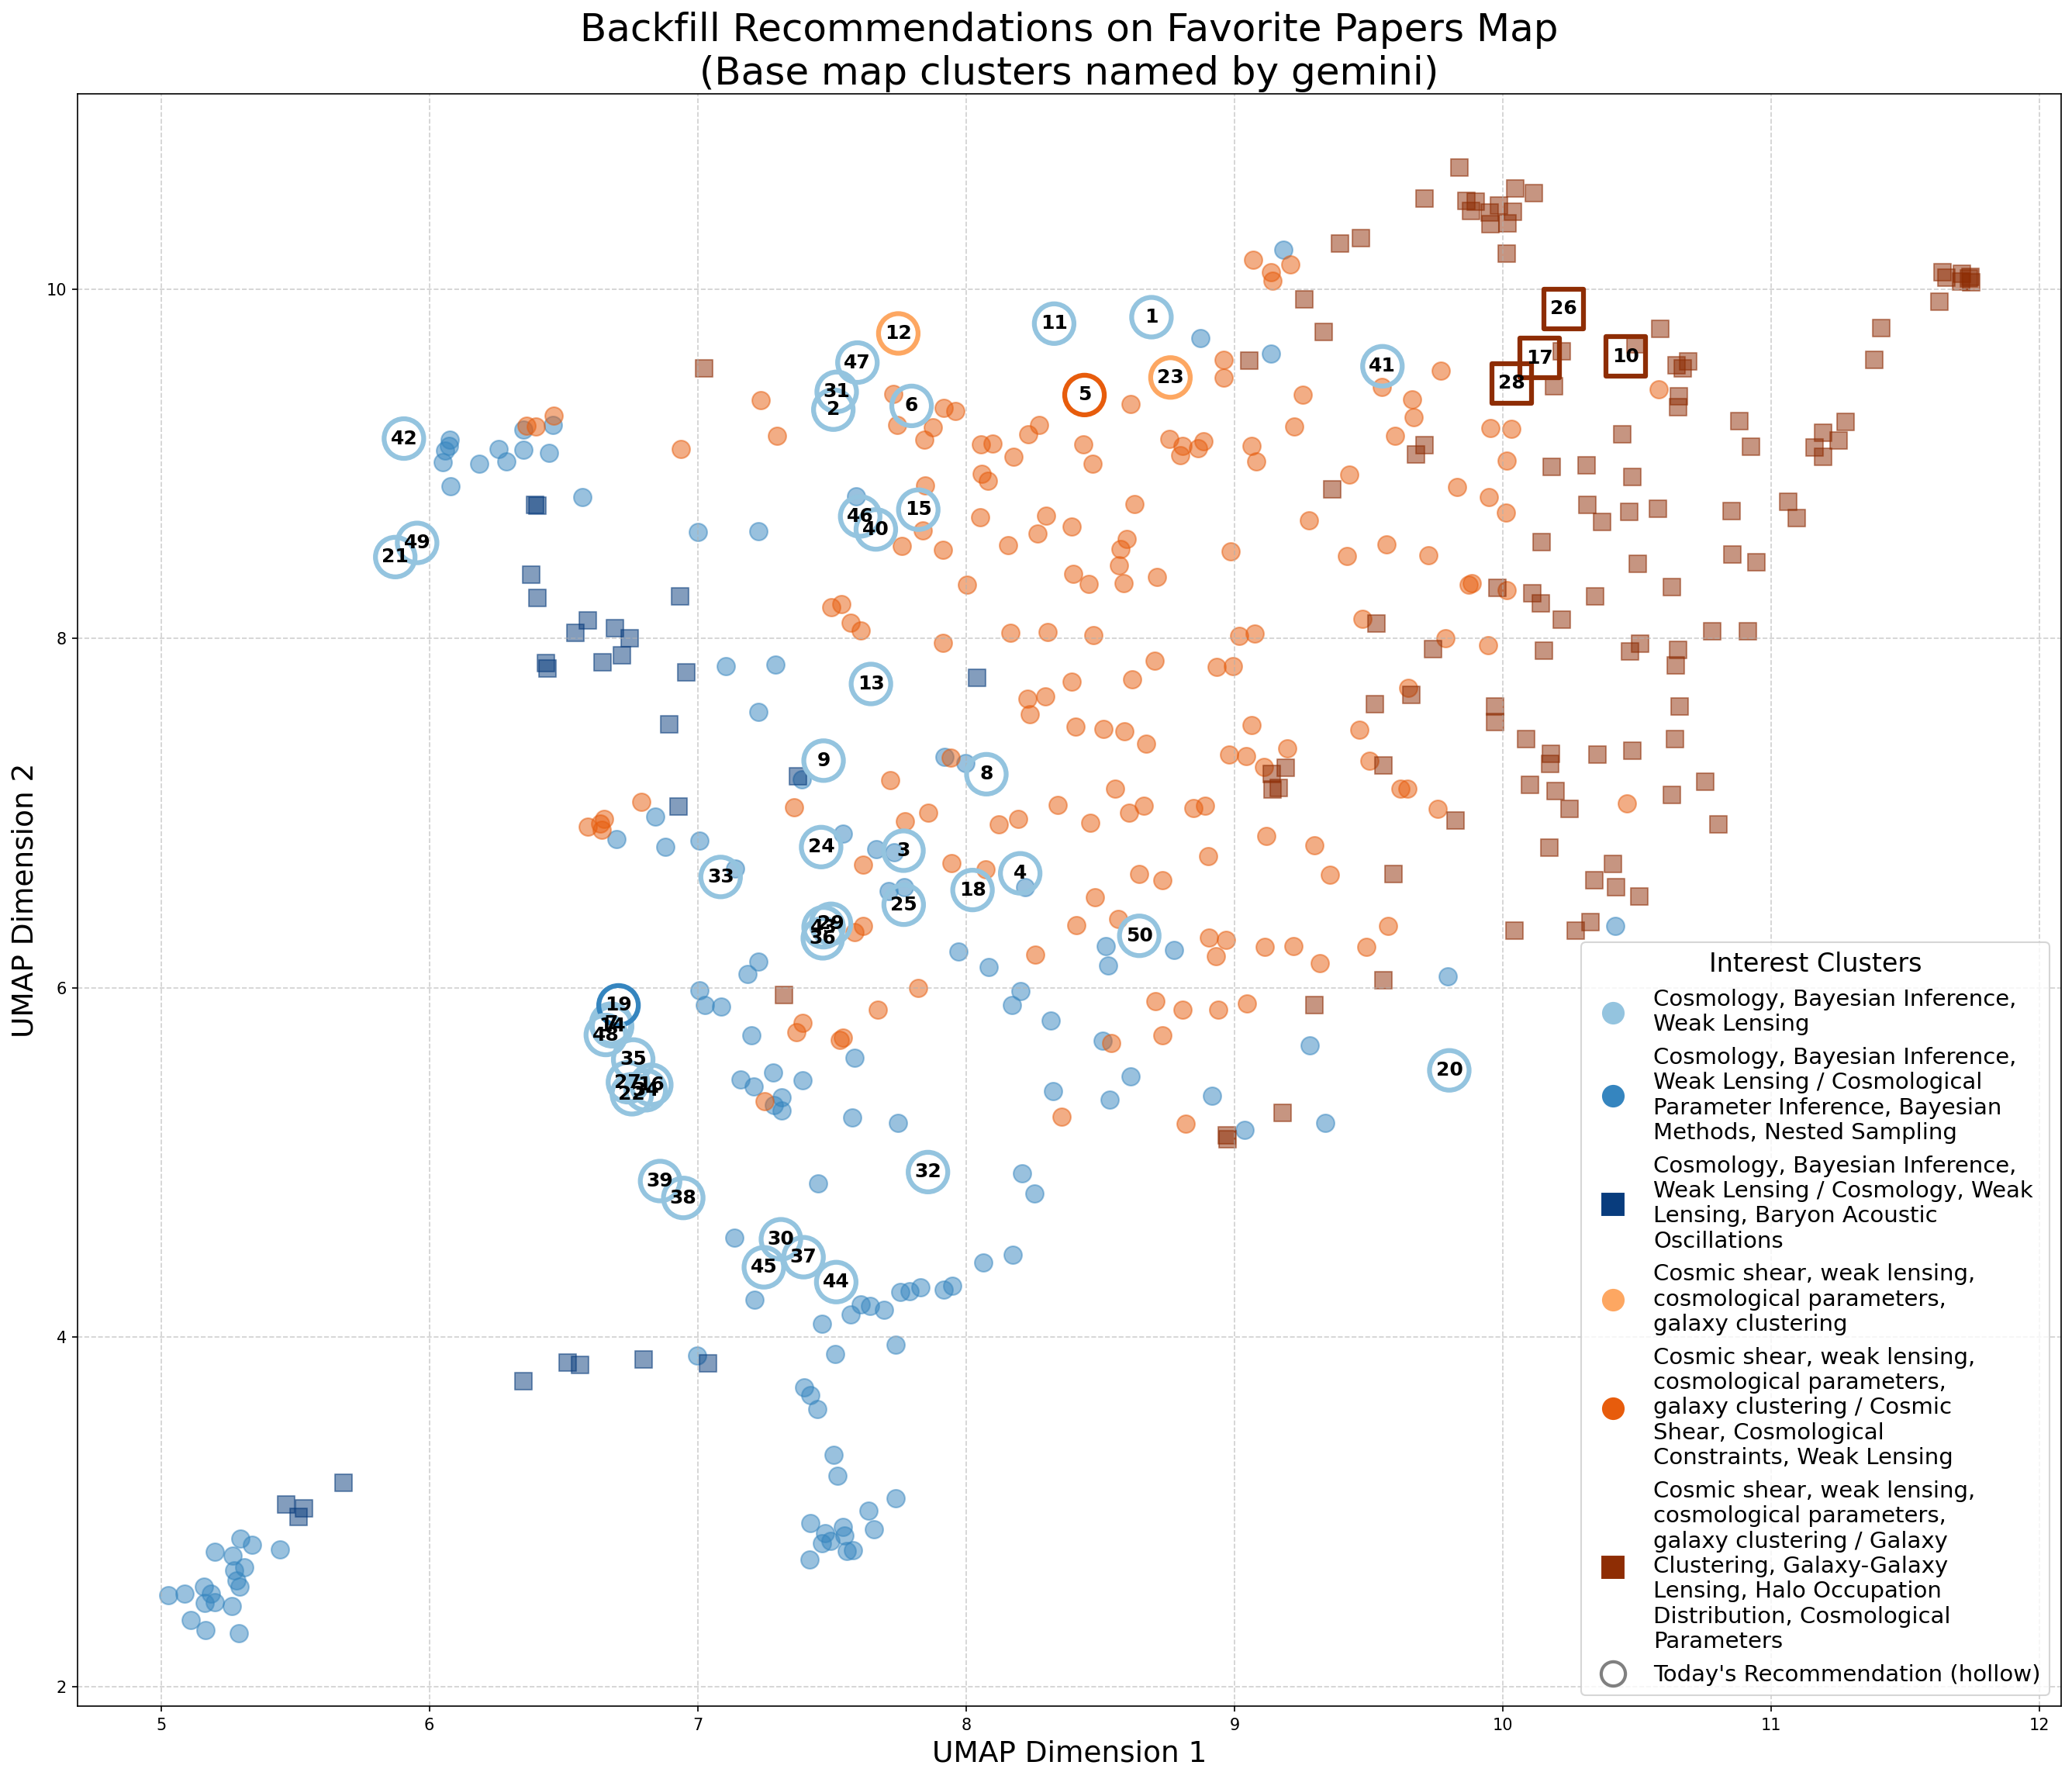 Backfill Recommendations on Favorite Papers Map
(Base map clusters named by gemini)
UMAP Dimension 2
10
8
6
4
2
26
12
11
1
47
41
17
10
28
31
2
6
5
23
42
15
46
40
49
21
13
9
8
24
3
33
4
18
25
29
43
36
50
19
7
14
48
35
27
16
34
22
20
32
39
38
30
37
45
44
Interest Clusters
Cosmology, Bayesian Inference,
Weak Lensing
Cosmology, Bayesian Inference,
Weak Lensing / Cosmological
Parameter Inference, Bayesian
Methods, Nested Sampling
Cosmology, Bayesian Inference,
Weak Lensing / Cosmology, Weak
Lensing, Baryon Acoustic
Oscillations
Cosmic shear, weak lensing,
cosmological parameters,
galaxy clustering
Cosmic shear, weak lensing,
cosmological parameters,
galaxy clustering / Cosmic
Shear, Cosmological
Constraints, Weak Lensing
Cosmic shear, weak lensing,
cosmological parameters,
galaxy clustering / Galaxy
Clustering, Galaxy-Galaxy
Lensing, Halo Occupation
Distribution, Cosmological
Parameters
Today's Recommendation (hollow)
5
6
7
8
9
10
11
12
UMAP Dimension 1